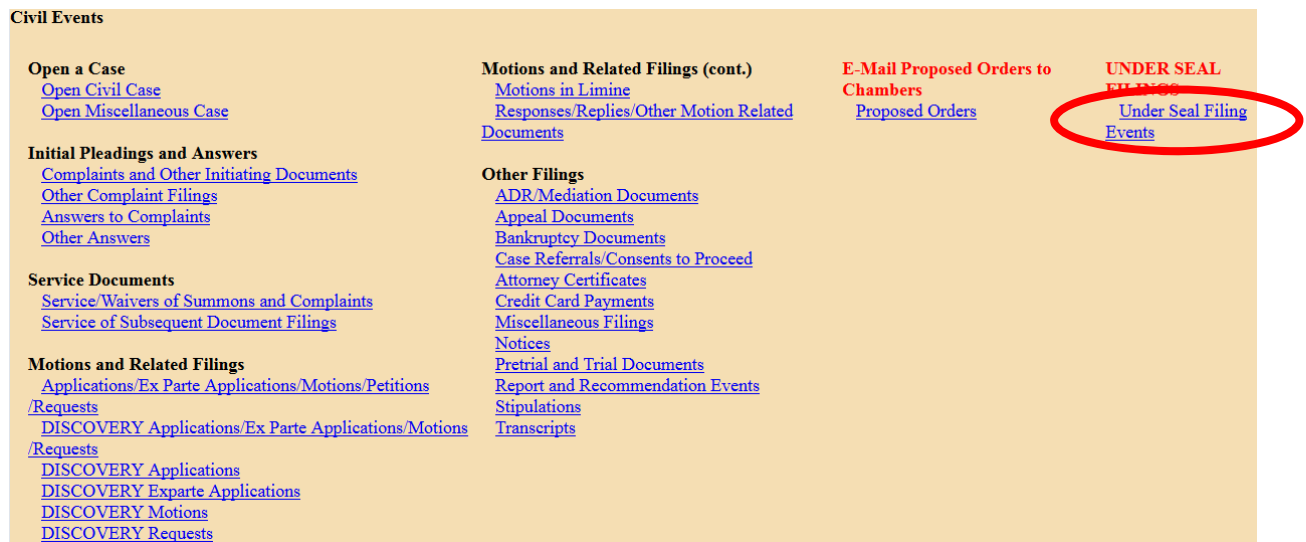 Civil Events
Open a Case
Open Civil Case
Open Miscellaneous Case
Initial Pleadings and Answers
Complaints and Other Initiating Documents
Other Complaint Filings
Answers to Complaints
Other Answers
Service Documents
Service/Waivers of Summons and Complaints
Service of Subsequent Document Filings
Motions and Related Filings
Applications/Ex Parte Applications/Motions/Petitions
/Requests
DISCOVERY Applications/Ex Parte Applications/Motions
/Requests
DISCOVERY Applications
DISCOVERY Exparte Applications
DISCOVERY Motions
DISCOVERY Requests
Motions and Related Filings (cont.)
Motions in Limine
Responses/Replies/Other Motion Related
Documents
Other Filings
ADR/Mediation Documents
Appeal Documents
Bankruptcy Documents
Case Referrals/Consents to Proceed
Attorney Certificates
Credit Card Payments
Miscellaneous Filings
Notices
Pretrial and Trial Documents
Report and Recommendation Events
Stipulations
Transcripts
E-Mail Proposed Orders to
Chambers
Proposed Orders
UNDER SEAL
FILINGS
Under Seal Filing
Events